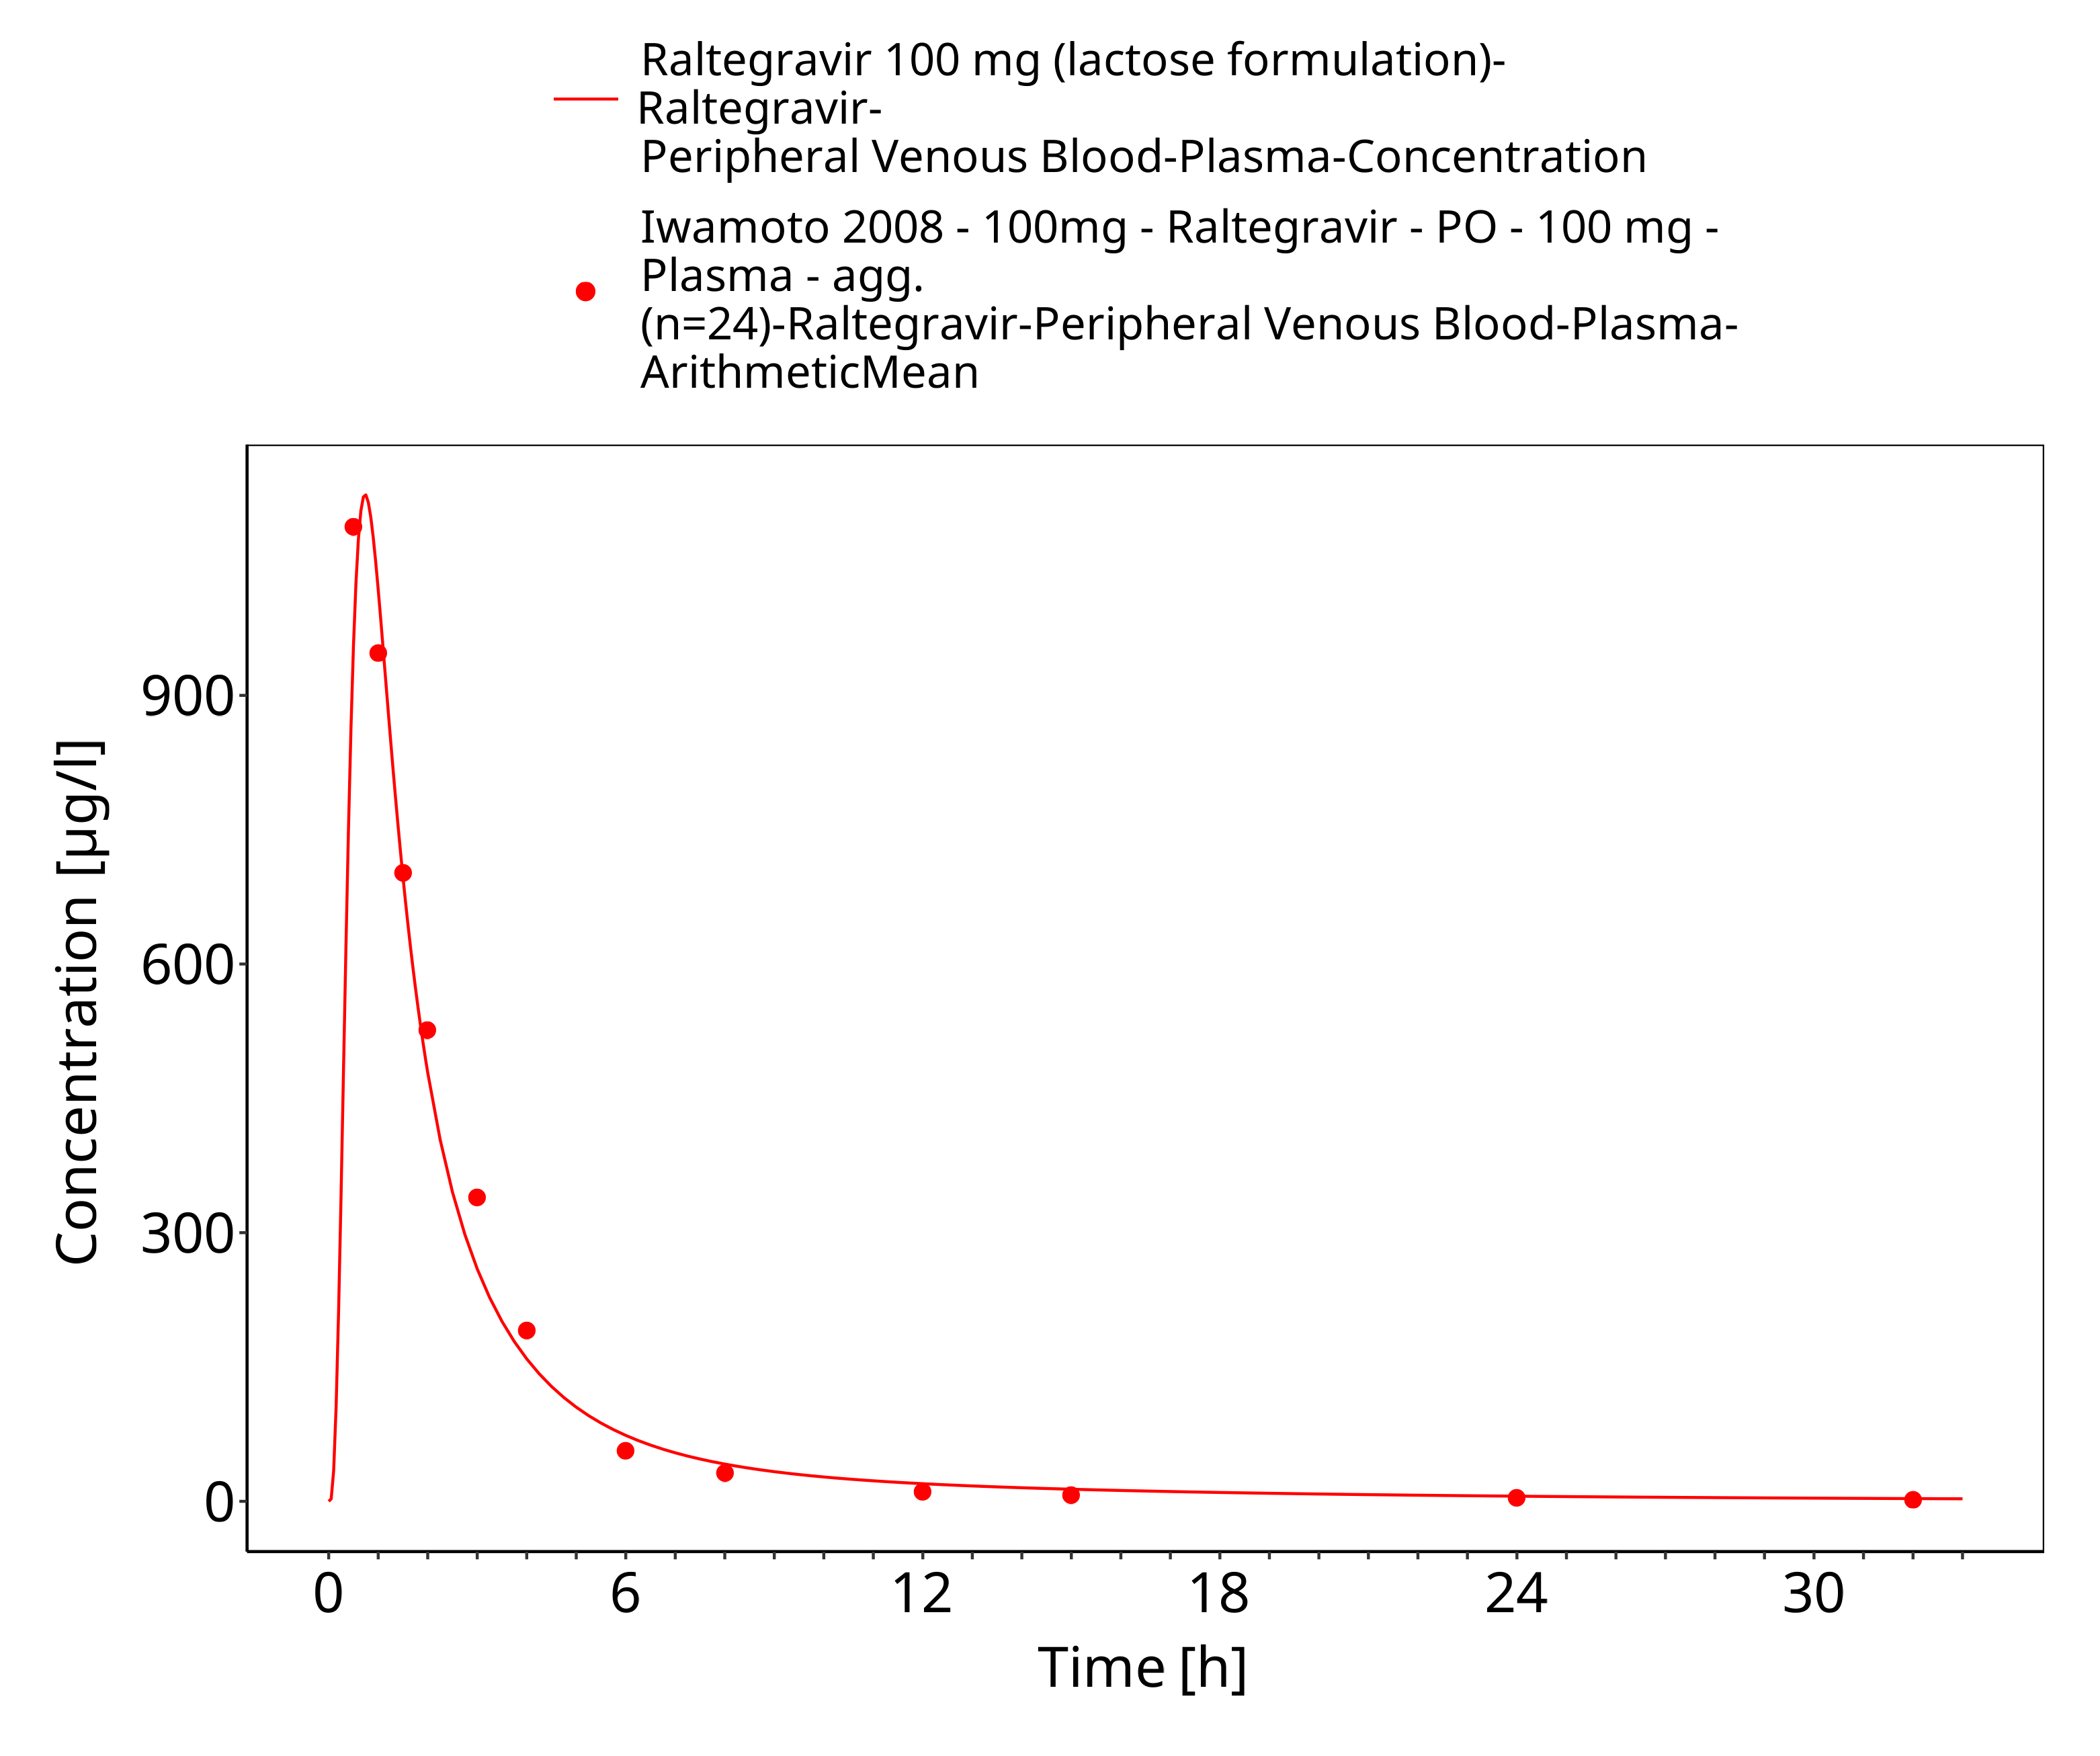 Raltegravir 100 mg (lactose formulation)-
Raltegravir-
Peripheral Venous Blood-Plasma-Concentration
Iwamoto 2008 - 100mg - Raltegravir - PO - 100 mg -
Plasma - agg.
(n=24)-Raltegravir-Peripheral Venous Blood-Plasma-
ArithmeticMean
Concentration [µg/l]
900
600
300
0
0 6 12 18 24 30
Time [h]